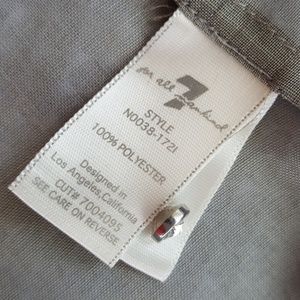 for all 7 mankind
STYLE
N0038-172I
100% POLYESTER
Designed in
Los Angeles,California
CUT# 7004095
SEE CARE ON REVERSE